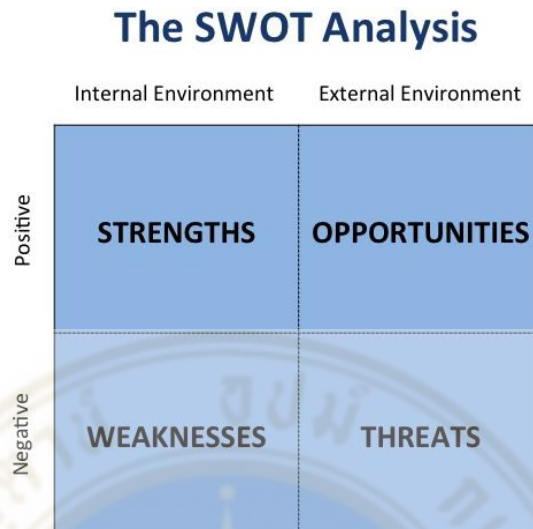 The SWOT Analysis
Internal Environment External Environment
Positive
STRENGTHS OPPORTUNITIES
Negative
WEAKNESSES THREATS